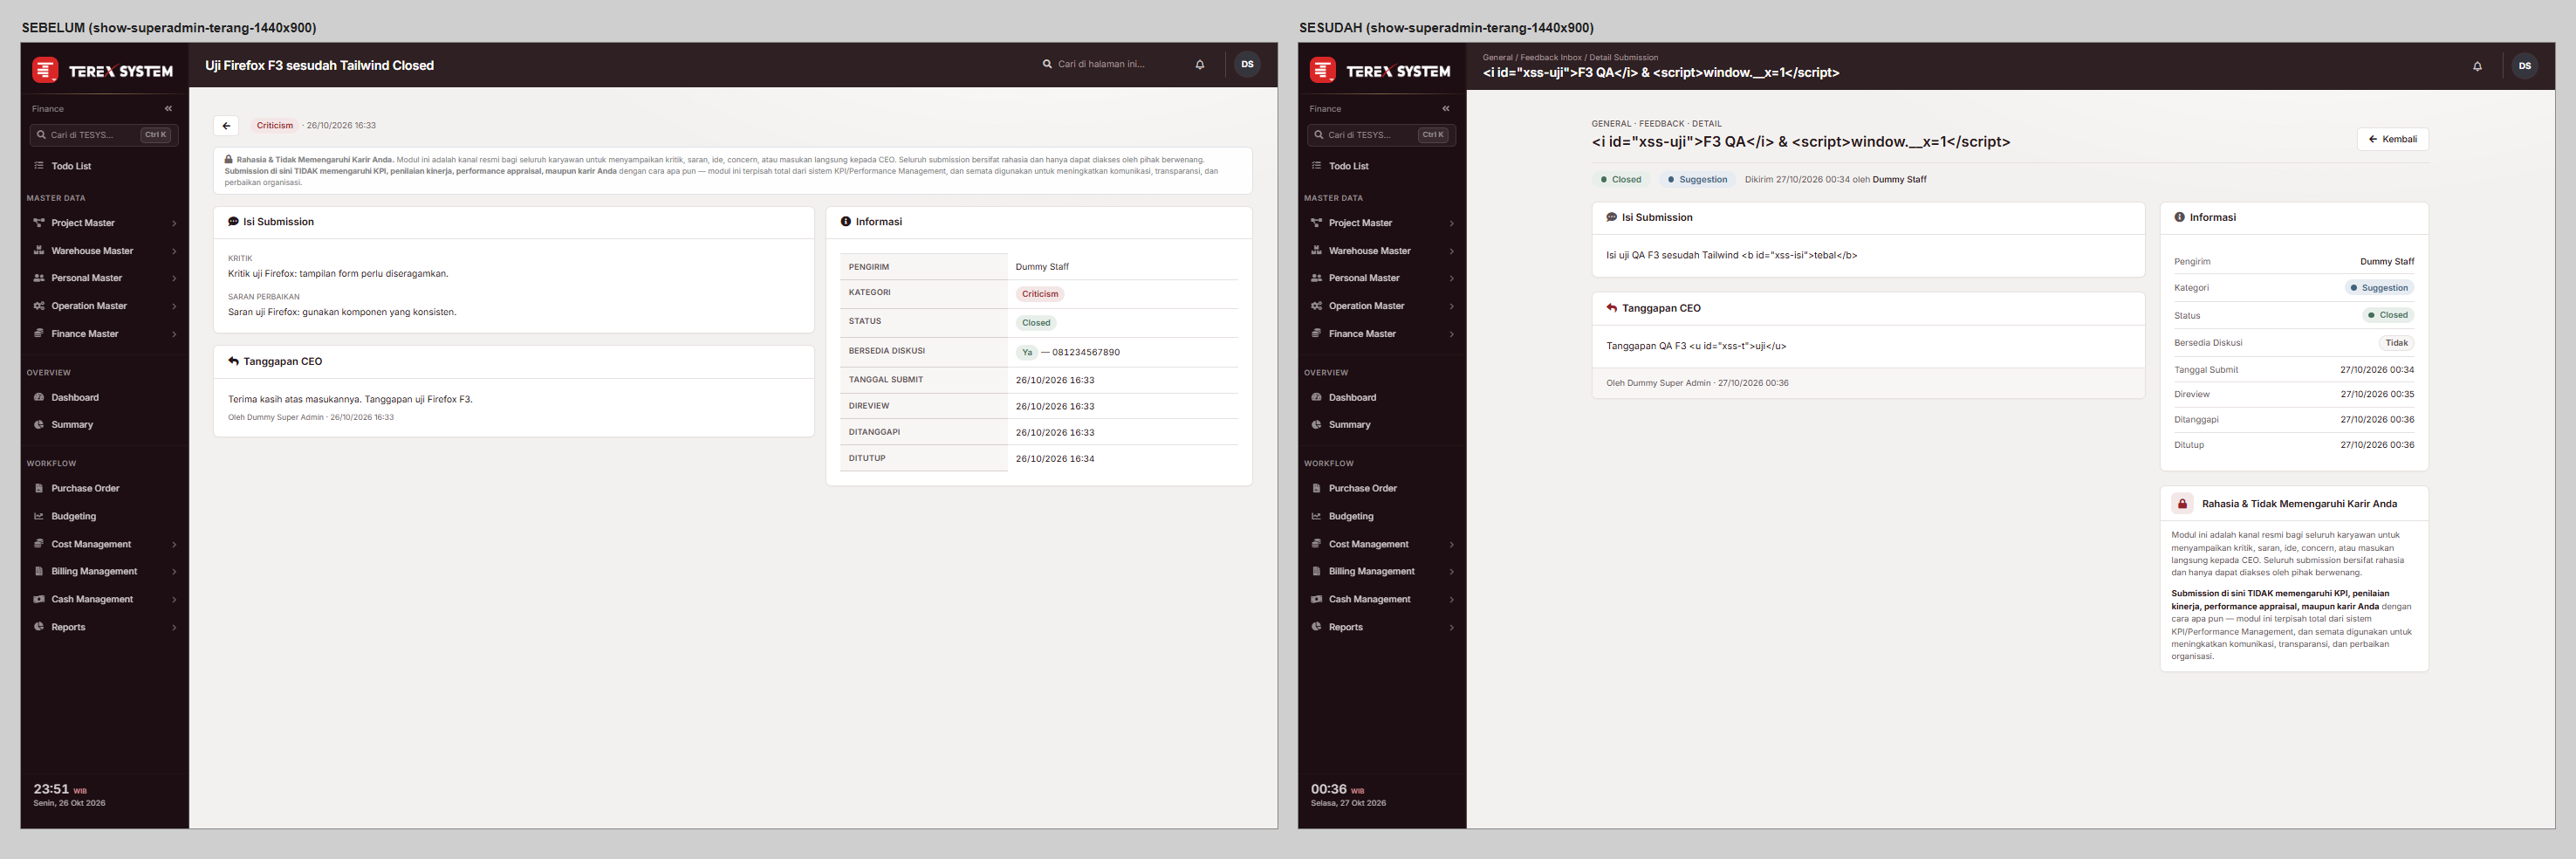 SEBELUM (show-superadmin-terang-1440x900)
TEREX SYSTEM
Uji Firefox F3 sesudah Tailwind Closed
Cari di halaman ini...
DS
Finance
Cari di TESYS...
Ctrl K
Todo List
MASTER DATA
Project Master
Warehouse Master
Personal Master
Operation Master
Finance Master
OVERVIEW
Dashboard
Summary
WORKFLOW
Purchase Order
Budgeting
Cost Management
Billing Management
Cash Management
Reports
23:51 WIB
Senin, 26 Okt 2026
Criticism · 26/10/2026 16:33
Rahasia & Tidak Memengaruhi Karir Anda. Modul ini adalah kanal resmi bagi seluruh karyawan untuk menyampaikan kritik, saran, ide, concern, atau masukan langsung kepada CEO. Seluruh submission bersifat rahasia dan hanya dapat diakses oleh pihak berwenang.
Submission di sini TIDAK memengaruhi KPI, penilaian kinerja, performance appraisal, maupun karir Anda dengan cara apa pun — modul ini terpisah total dari sistem KPI/Performance Management, dan semata digunakan untuk meningkatkan komunikasi, transparansi, dan
perbaikan organisasi.
Isi Submission
KRITIK
Kritik uji Firefox: tampilan form perlu diseragamkan.
SARAN PERBAIKAN
Saran uji Firefox: gunakan komponen yang konsisten.
Tanggapan CEO
Terima kasih atas masukannya. Tanggapan uji Firefox F3.
Oleh Dummy Super Admin · 26/10/2026 16:33
Informasi
PENGIRIM Dummy Staff
KATEGORI Criticism
STATUS Closed
BERSEDIA DISKUSI Ya — 081234567890
TANGGAL SUBMIT 26/10/2026 16:33
DIREVIEW 26/10/2026 16:33
DITANGGAPI 26/10/2026 16:33
DITUTUP 26/10/2026 16:34
SESUDAH (show-superadmin-terang-1440x900)
TEREX SYSTEM
General / Feedback Inbox / Detail Submission
<i id="xss-uji">F3 QA</i> & <script>window.__x=1</script>
DS
Finance
Cari di TESYS...
Ctrl K
Todo List
MASTER DATA
Project Master
Warehouse Master
Personal Master
Operation Master
Finance Master
OVERVIEW
Dashboard
Summary
WORKFLOW
Purchase Order
Budgeting
Cost Management
Billing Management
Cash Management
Reports
00:36 WIB
Selasa, 27 Okt 2026
GENERAL · FEEDBACK · DETAIL
<i id="xss-uji">F3 QA</i> & <script>window.__x=1</script>
Kembali
Closed Suggestion Dikirim 27/10/2026 00:34 oleh Dummy Staff
Isi Submission
Isi uji QA F3 sesudah Tailwind <b id="xss-isi">tebal</b>
Tanggapan CEO
Tanggapan QA F3 <u id="xss-t">uji</u>
Oleh Dummy Super Admin · 27/10/2026 00:36
Informasi
Pengirim Dummy Staff
Kategori Suggestion
Status Closed
Bersedia Diskusi Tidak
Tanggal Submit 27/10/2026 00:34
Direview 27/10/2026 00:35
Ditanggapi 27/10/2026 00:36
Ditutup 27/10/2026 00:36
Rahasia & Tidak Memengaruhi Karir Anda
Modul ini adalah kanal resmi bagi seluruh karyawan untuk
menyampaikan kritik, saran, ide, concern, atau masukan
langsung kepada CEO. Seluruh submission bersifat rahasia
dan hanya dapat diakses oleh pihak berwenang.
Submission di sini TIDAK memengaruhi KPI, penilaian
kinerja, performance appraisal, maupun karir Anda dengan
cara apa pun — modul ini terpisah total dari sistem
KPI/Performance Management, dan semata digunakan untuk
meningkatkan komunikasi, transparansi, dan perbaikan
organisasi.